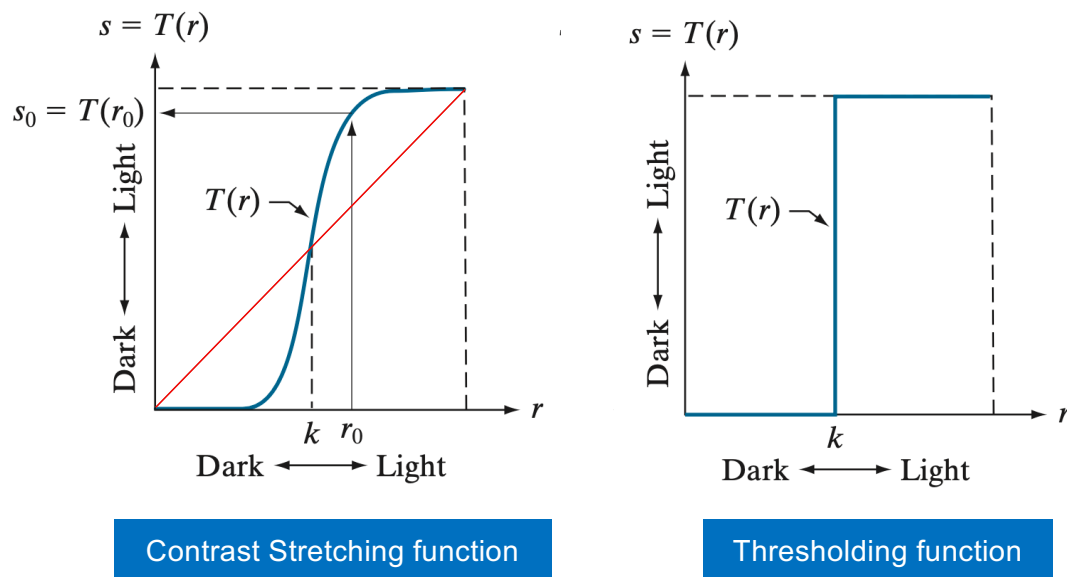 s = T(r)
s₀ = T(r₀)
Light
Dark
T(r)
k
r₀
r
Dark
Light
Contrast Stretching function
s = T(r)
Light
Dark
T(r)
k
r
Dark
Light
Thresholding function